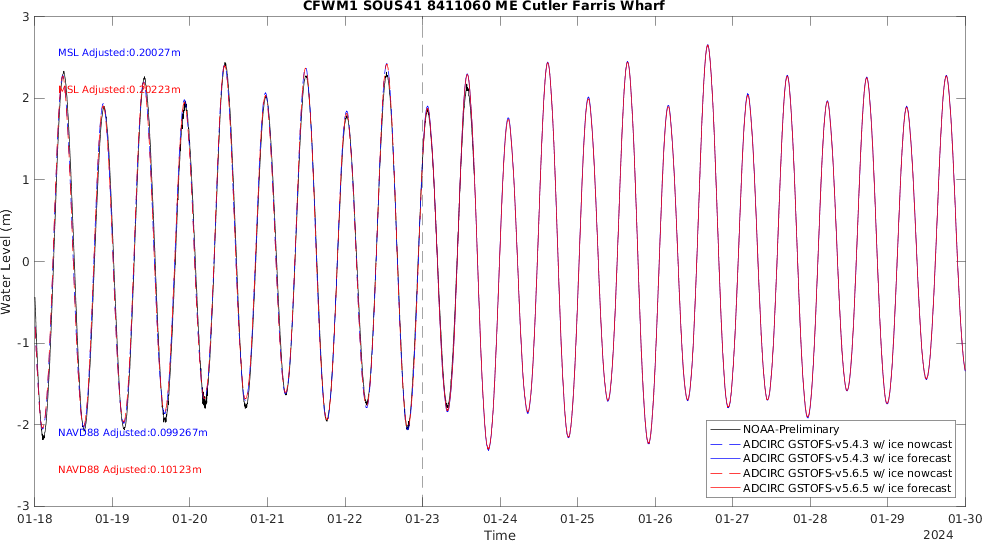 CFWM1 SOUS41 8411060 ME Cutler Farris Wharf
3
2
1
0
-1
-2
-3
Water Level (m)
MSL Adjusted:0.20027m
MSL Adjusted:0.20223m
NAVD88 Adjusted:0.099267m
NAVD88 Adjusted:0.10123m
NOAA-Preliminary
ADCIRC GSTOFS-v5.4.3 w/ ice nowcast
ADCIRC GSTOFS-v5.4.3 w/ ice forecast
ADCIRC GSTOFS-v5.6.5 w/ ice nowcast
ADCIRC GSTOFS-v5.6.5 w/ ice forecast
01-18 01-19 01-20 01-21 01-22 01-23 01-24 01-25 01-26 01-27 01-28 01-29 01-30
Time
2024